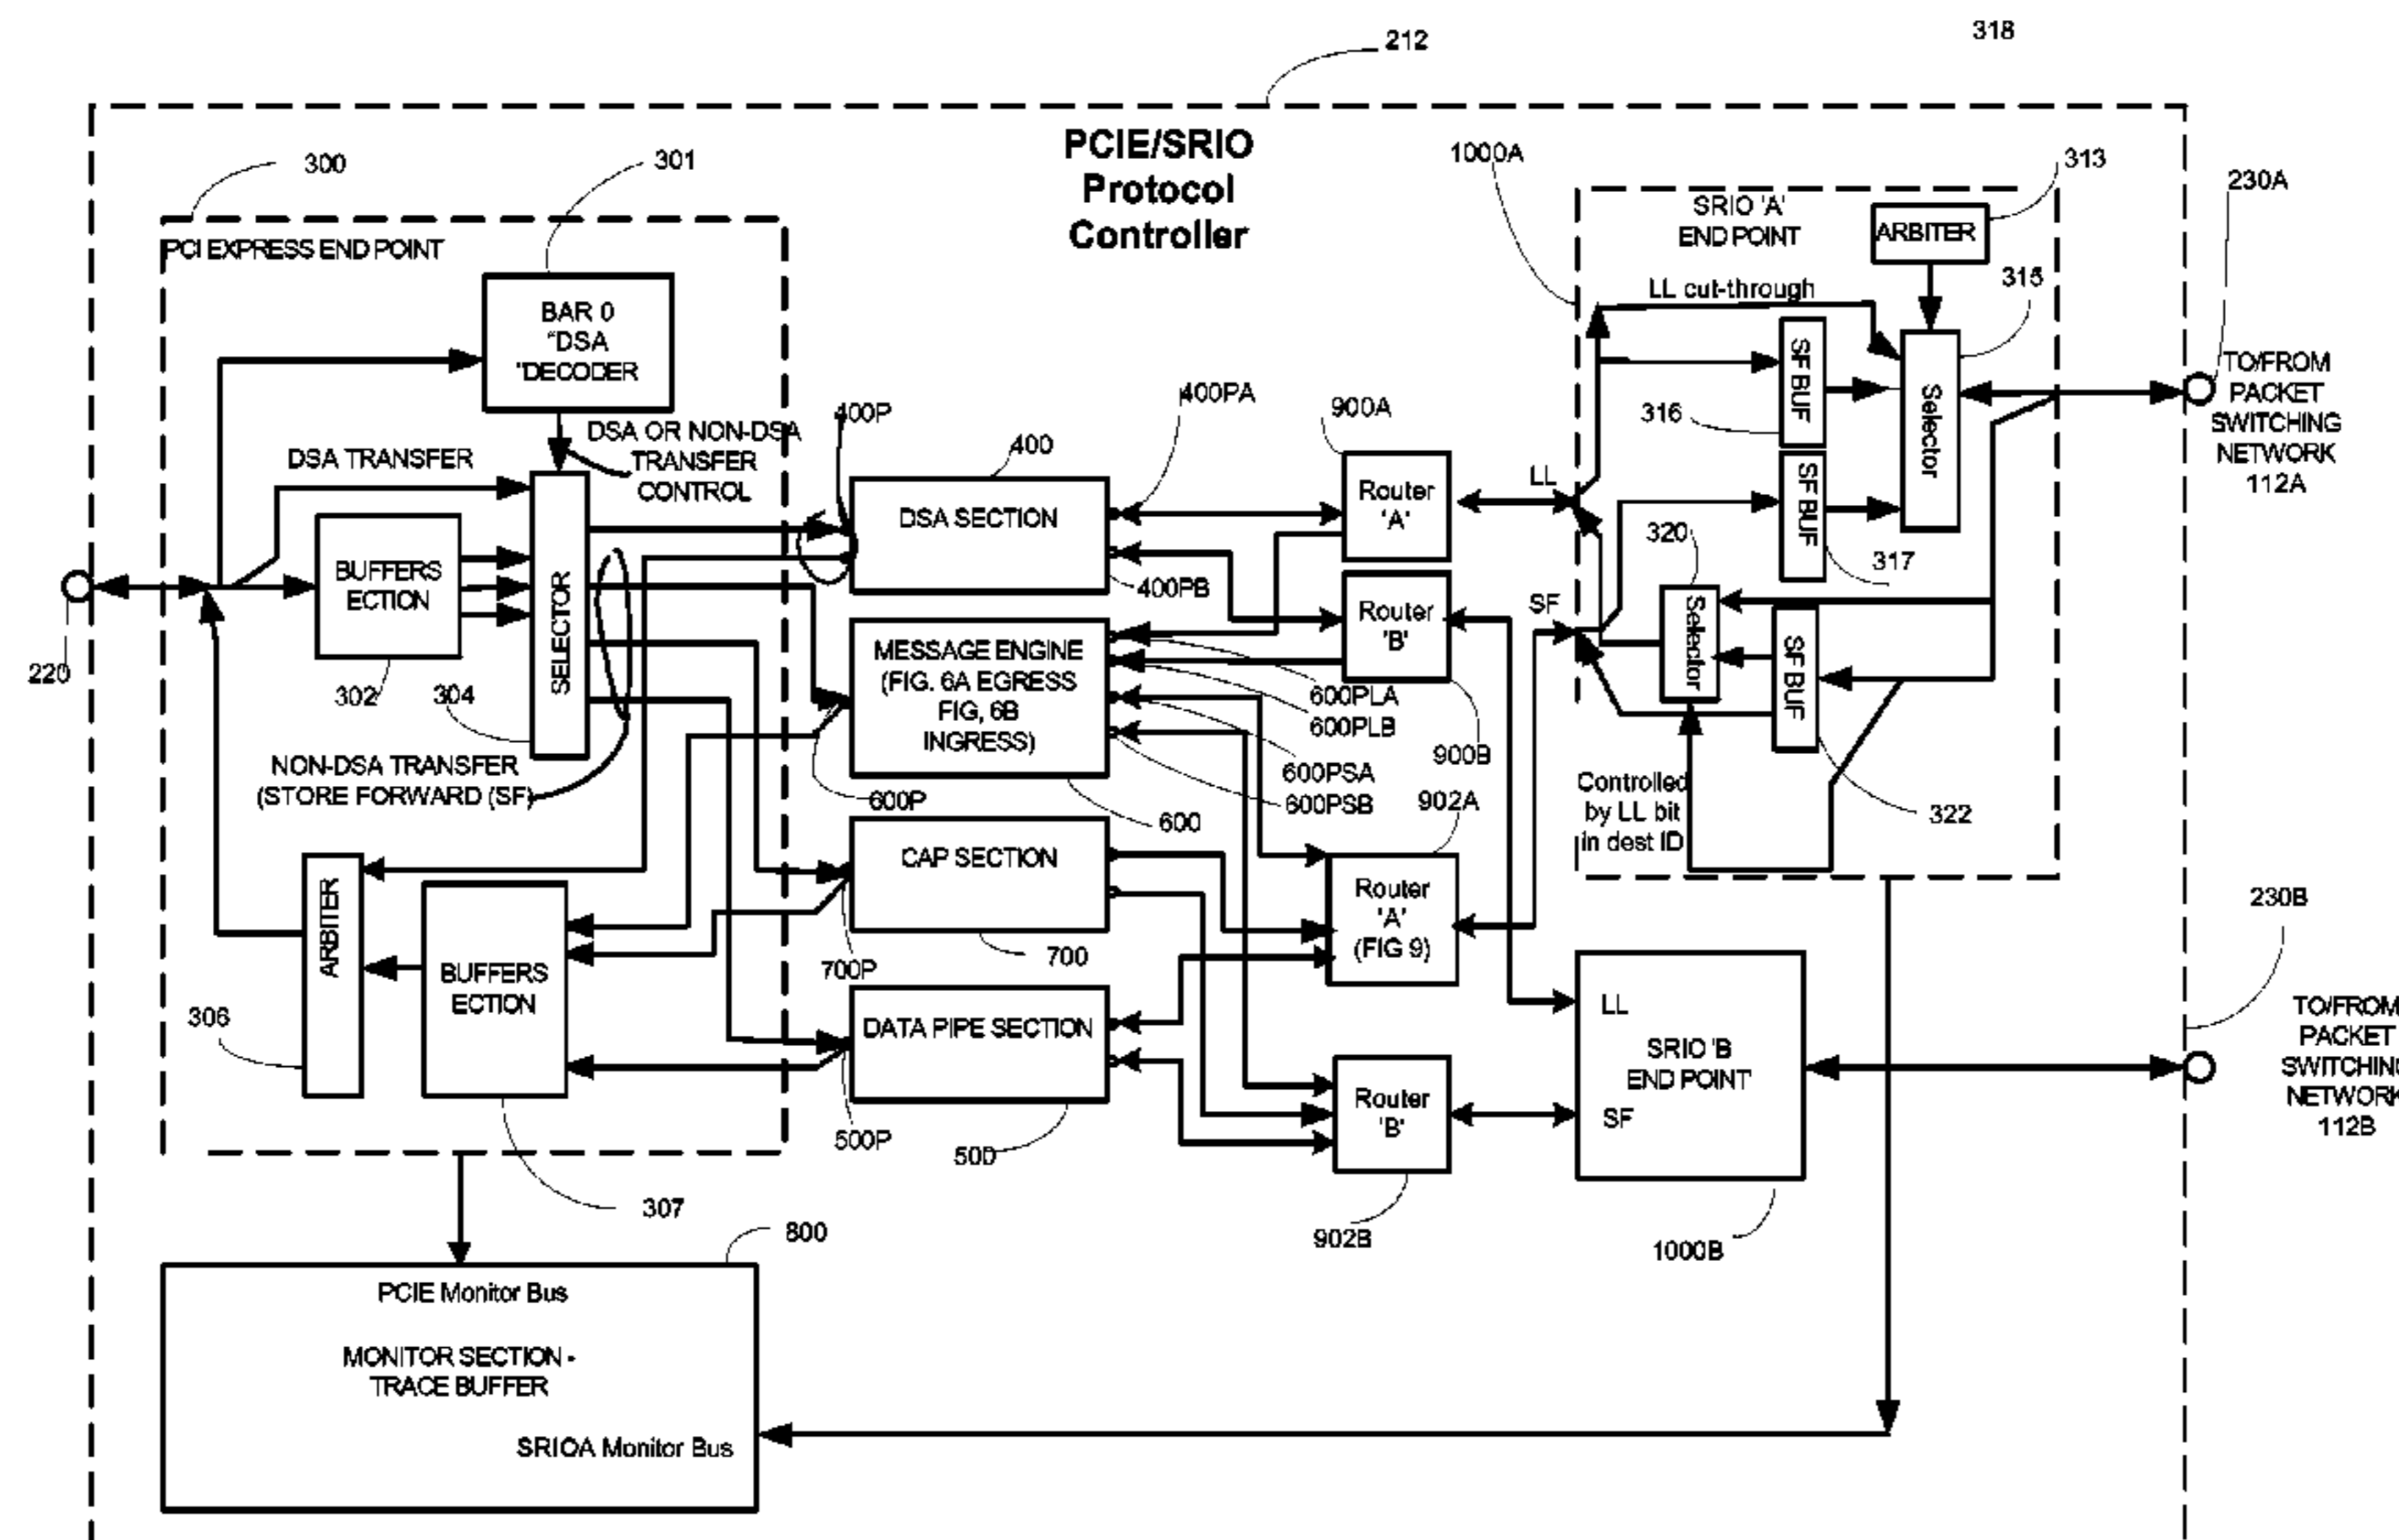 212
318
PCIE/SRIO
Protocol
Controller
300
301
1000A
313
230A
PCI EXPRESS END POINT
SRIO 'A'
END POINT
ARBITER
315
BAR 0
"DSA
'DECODER
LL cut-through
SF BUF
316
Selector
TO/FROM
PACKET
SWITCHING
NETWORK
112A
DSA TRANSFER
DSA OR NON-DSA
TRANSFER
CONTROL
400P
400
400PA
900A
DSA SECTION
Router
'A'
LL
SF BUF
317
320
BUFFERS
ECTION
302
304
SELECTOR
220
400PB
Router
'B'
900B
SF
Selector
SF BUF
322
MESSAGE ENGINE
(FIG. 6A EGRESS
FIG, 6B
INGRESS)
600PLA
600PLB
600PSA
600PSB
600P
600
902A
NON-DSA TRANSFER
(STORE FORWARD (SF)
Controlled
by LL bit
in dest ID
CAP SECTION
700P
700
Router
'A'
(FIG 9)
230B
ARBITER
306
BUFFERS
ECTION
307
DATA PIPE SECTION
500P
500
Router
'B'
902B
LL
SRIO 'B
END POINT
SF
1000B
TO/FROM
PACKET
SWITCHING
NETWORK
112B
800
PCIE Monitor Bus
MONITOR SECTION -
TRACE BUFFER
SRIOA Monitor Bus